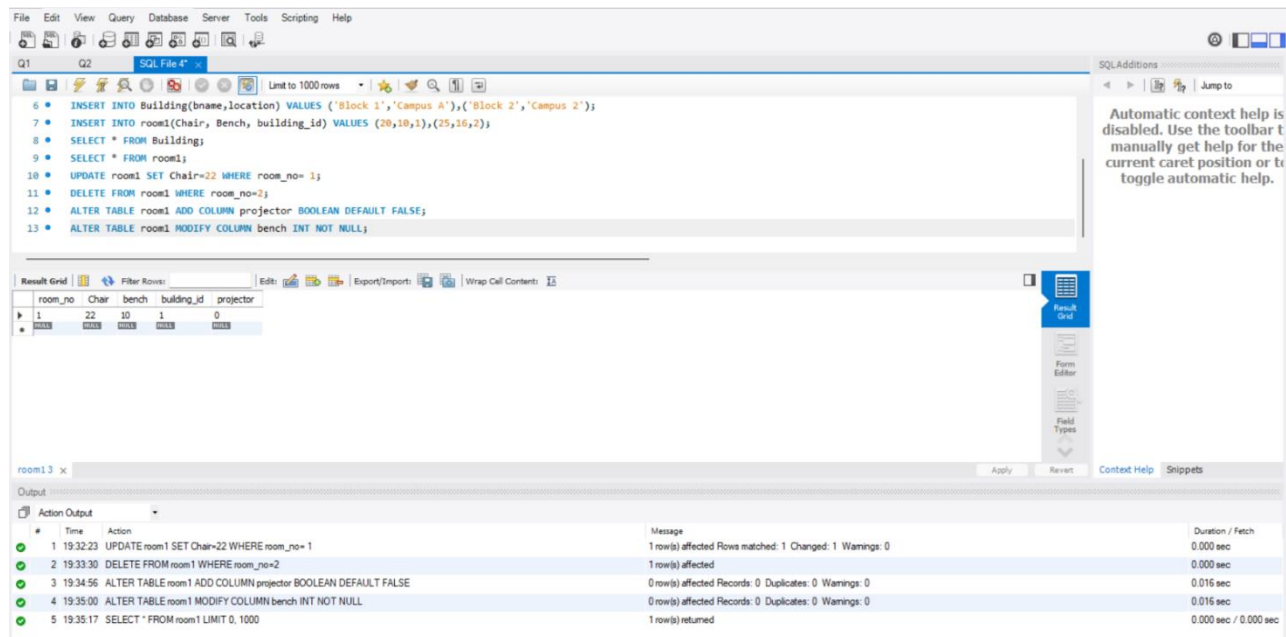 File Edit View Query Database Server Tools Scripting Help
Q1 Q2 SQL File 4* ×
Limit to 1000 rows
6 INSERT INTO Building(bname,location) VALUES ('Block 1','Campus A'),('Block 2','Campus 2');
7 INSERT INTO room1(Chair, Bench, building_id) VALUES (20,10,1),(25,16,2);
8 SELECT * FROM Building;
9 SELECT * FROM room1;
10 UPDATE room1 SET Chair=22 WHERE room_no= 1;
11 DELETE FROM room1 WHERE room_no=2;
12 ALTER TABLE room1 ADD COLUMN projector BOOLEAN DEFAULT FALSE;
13 ALTER TABLE room1 MODIFY COLUMN bench INT NOT NULL;
SQLAdditions
Jump to
Automatic context help is
disabled. Use the toolbar t
manually get help for the
current caret position or to
toggle automatic help.
Result Grid Filter Rows: Edit: Export/Import: Wrap Cell Content:
room_no Chair bench building_id projector
1 22 10 1 0
NULL NULL NULL NULL NULL
Result
Grid
Form
Editor
Field
Types
room1 3 × Apply Revert Context Help Snippets
Output
Action Output
# Time Action Message Duration / Fetch
1 19:32:23 UPDATE room1 SET Chair=22 WHERE room_no= 1 1 row(s) affected Rows matched: 1 Changed: 1 Warnings: 0 0.000 sec
2 19:33:30 DELETE FROM room1 WHERE room_no=2 1 row(s) affected 0.000 sec
3 19:34:56 ALTER TABLE room1 ADD COLUMN projector BOOLEAN DEFAULT FALSE 0 row(s) affected Records: 0 Duplicates: 0 Warnings: 0 0.016 sec
4 19:35:00 ALTER TABLE room1 MODIFY COLUMN bench INT NOT NULL 0 row(s) affected Records: 0 Duplicates: 0 Warnings: 0 0.016 sec
5 19:35:17 SELECT * FROM room1 LIMIT 0, 1000 1 row(s) returned 0.000 sec / 0.000 sec